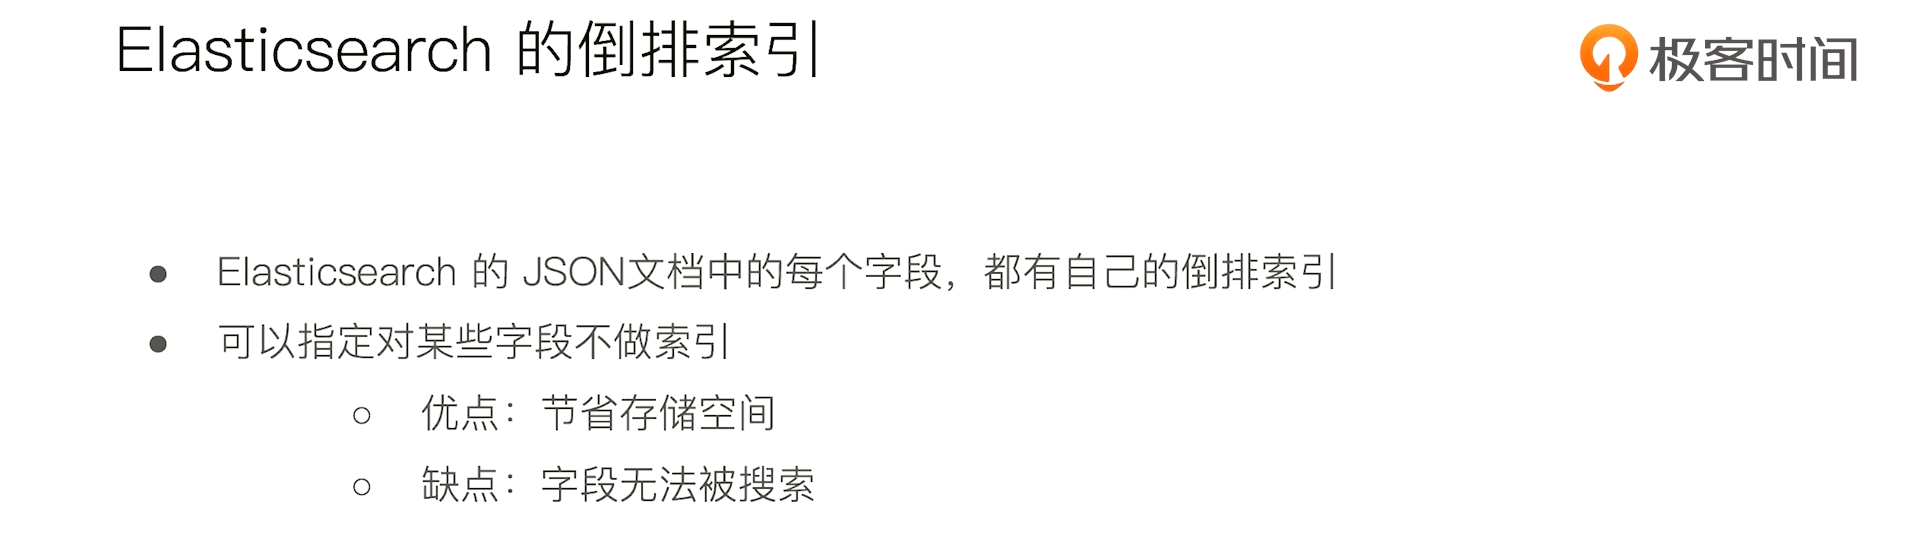 Elasticsearch 的倒排索引
极客时间
● Elasticsearch 的 JSON文档中的每个字段，都有自己的倒排索引
● 可以指定对某些字段不做索引
○ 优点：节省存储空间
○ 缺点：字段无法被搜索